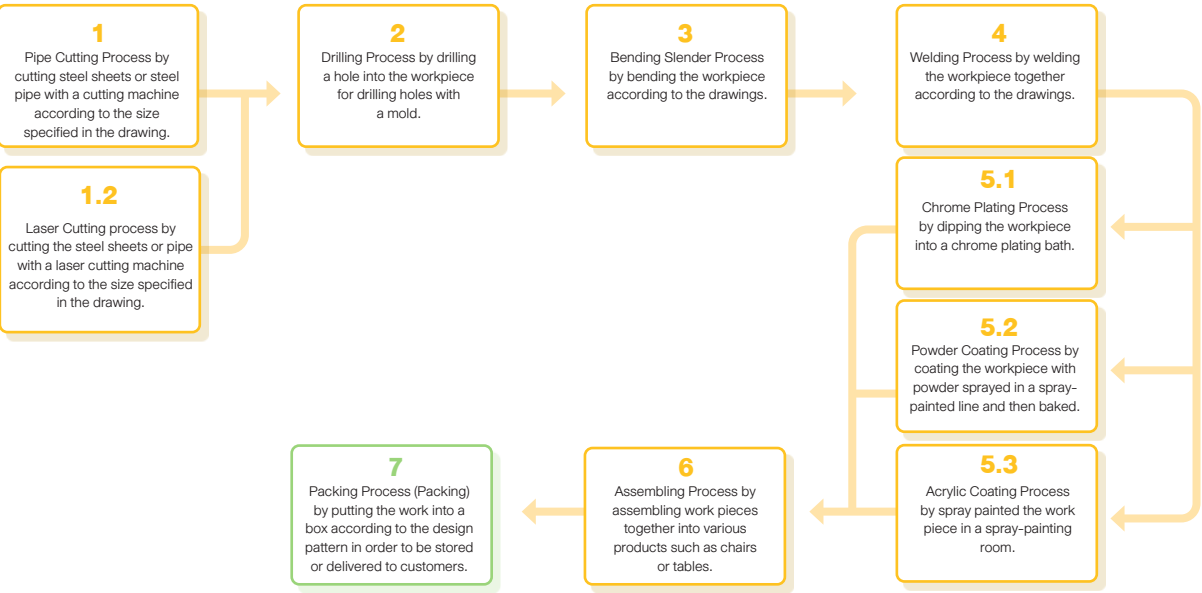 1
Pipe Cutting Process by
cutting steel sheets or steel
pipe with a cutting machine
according to the size
specified in the drawing.
1.2
Laser Cutting process by
cutting the steel sheets or pipe
with a laser cutting machine
according to the size specified
in the drawing.
2
Drilling Process by drilling
a hole into the workpiece
for drilling holes with
a mold.
3
Bending Slender Process
by bending the workpiece
according to the drawings.
4
Welding Process by welding
the workpiece together
according to the drawings.
5.1
Chrome Plating Process
by dipping the workpiece
into a chrome plating bath.
5.2
Powder Coating Process by
coating the workpiece with
powder sprayed in a spray-
painted line and then baked.
5.3
Acrylic Coating Process
by spray painted the work
piece in a spray-painting
room.
6
Assembling Process by
assembling work pieces
together into various
products such as chairs
or tables.
7
Packing Process (Packing)
by putting the work into a
box according to the design
pattern in order to be stored
or delivered to customers.